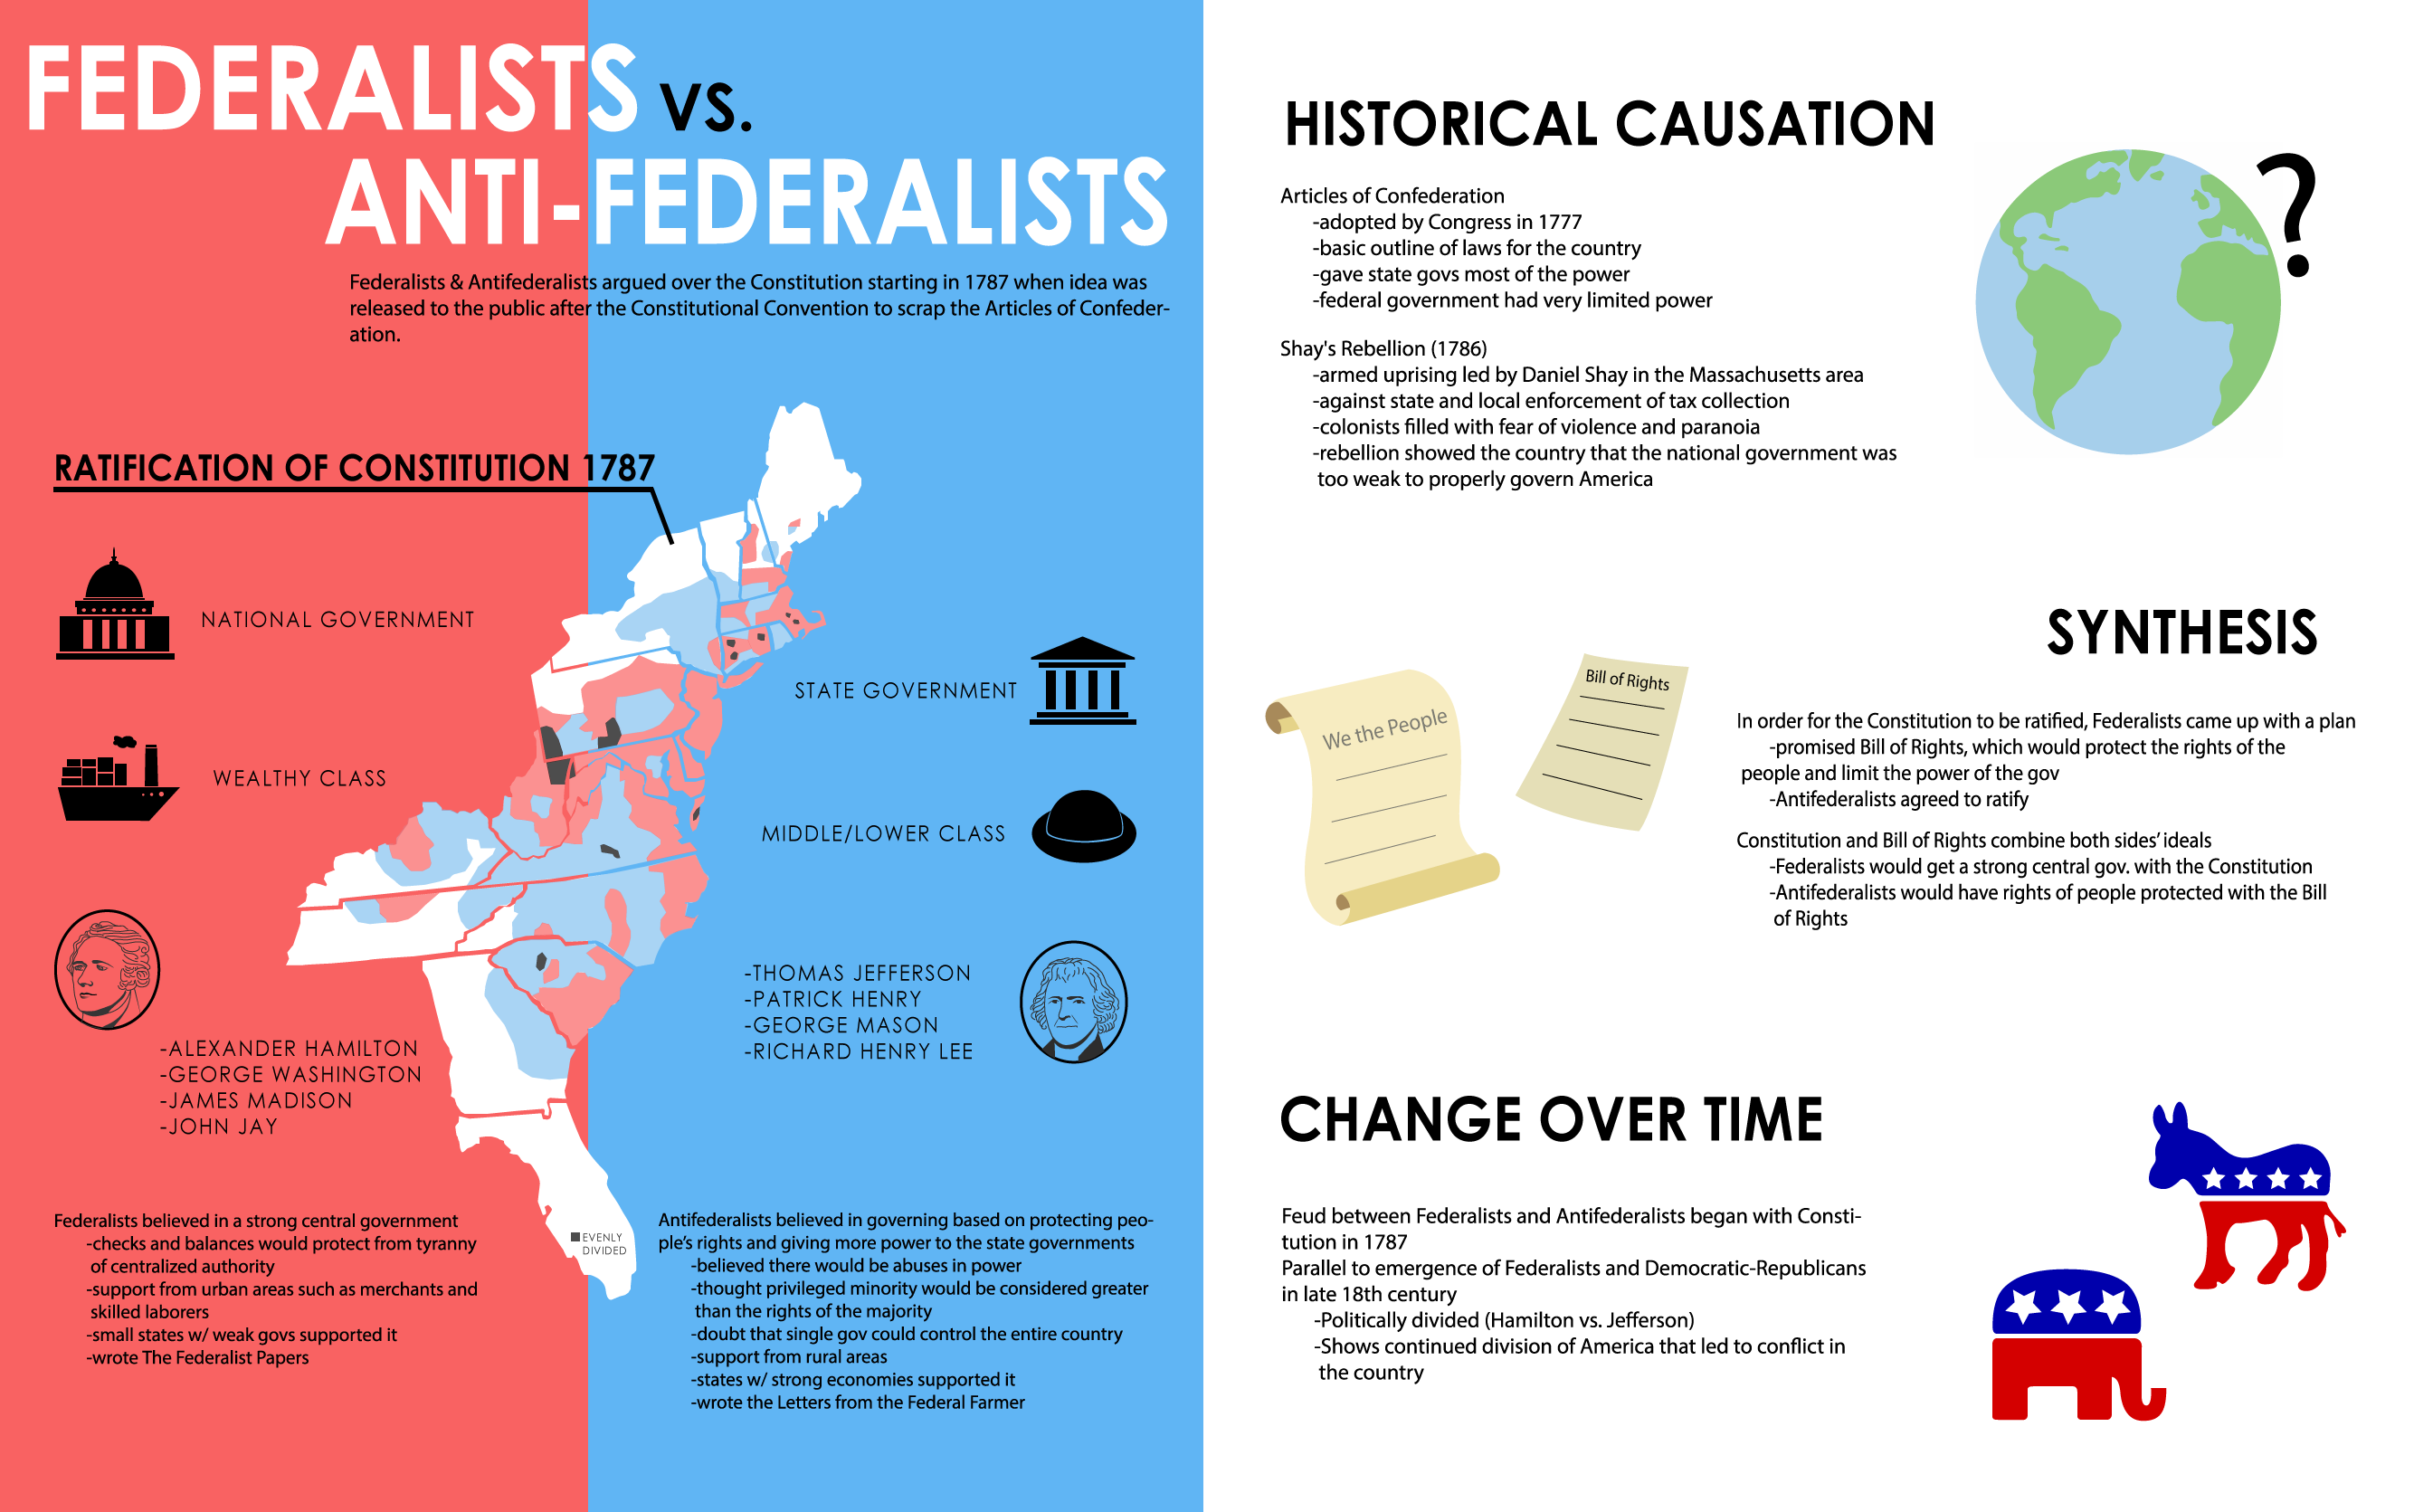 FEDERALISTS VS.
ANTI-FEDERALISTS
Federalists & Antifederalists argued over the Constitution starting in 1787 when idea was
released to the public after the Constitutional Convention to scrap the Articles of Confeder-
ation.
RATIFICATION OF CONSTITUTION 1787
NATIONAL GOVERNMENT
WEALTHY CLASS
-ALEXANDER HAMILTON
-GEORGE WASHINGTON
-JAMES MADISON
-JOHN JAY
STATE GOVERNMENT
MIDDLE/LOWER CLASS
-THOMAS JEFFERSON
-PATRICK HENRY
-GEORGE MASON
-RICHARD HENRY LEE
EVENLY
DIVIDED
Federalists believed in a strong central government
-checks and balances would protect from tyranny
of centralized authority
-support from urban areas such as merchants and
skilled laborers
-small states w/ weak govs supported it
-wrote The Federalist Papers
Antifederalists believed in governing based on protecting peo-
ple's rights and giving more power to the state governments
-believed there would be abuses in power
-thought privileged minority would be considered greater
than the rights of the majority
-doubt that single gov could control the entire country
-support from rural areas
-states w/ strong economies supported it
-wrote the Letters from the Federal Farmer
HISTORICAL CAUSATION
Articles of Confederation
-adopted by Congress in 1777
-basic outline of laws for the country
-gave state govs most of the power
-federal government had very limited power
Shay's Rebellion (1786)
-armed uprising led by Daniel Shay in the Massachusetts area
-against state and local enforcement of tax collection
-colonists filled with fear of violence and paranoia
-rebellion showed the country that the national government was
too weak to properly govern America
?
SYNTHESIS
We the People
Bill of Rights
In order for the Constitution to be ratified, Federalists came up with a plan
-promised Bill of Rights, which would protect the rights of the
people and limit the power of the gov
-Antifederalists agreed to ratify
Constitution and Bill of Rights combine both sides' ideals
-Federalists would get a strong central gov. with the Constitution
-Antifederalists would have rights of people protected with the Bill
of Rights
CHANGE OVER TIME
Feud between Federalists and Antifederalists began with Consti-
tution in 1787
Parallel to emergence of Federalists and Democratic-Republicans
in late 18th century
-Politically divided (Hamilton vs. Jefferson)
-Shows continued division of America that led to conflict in
the country